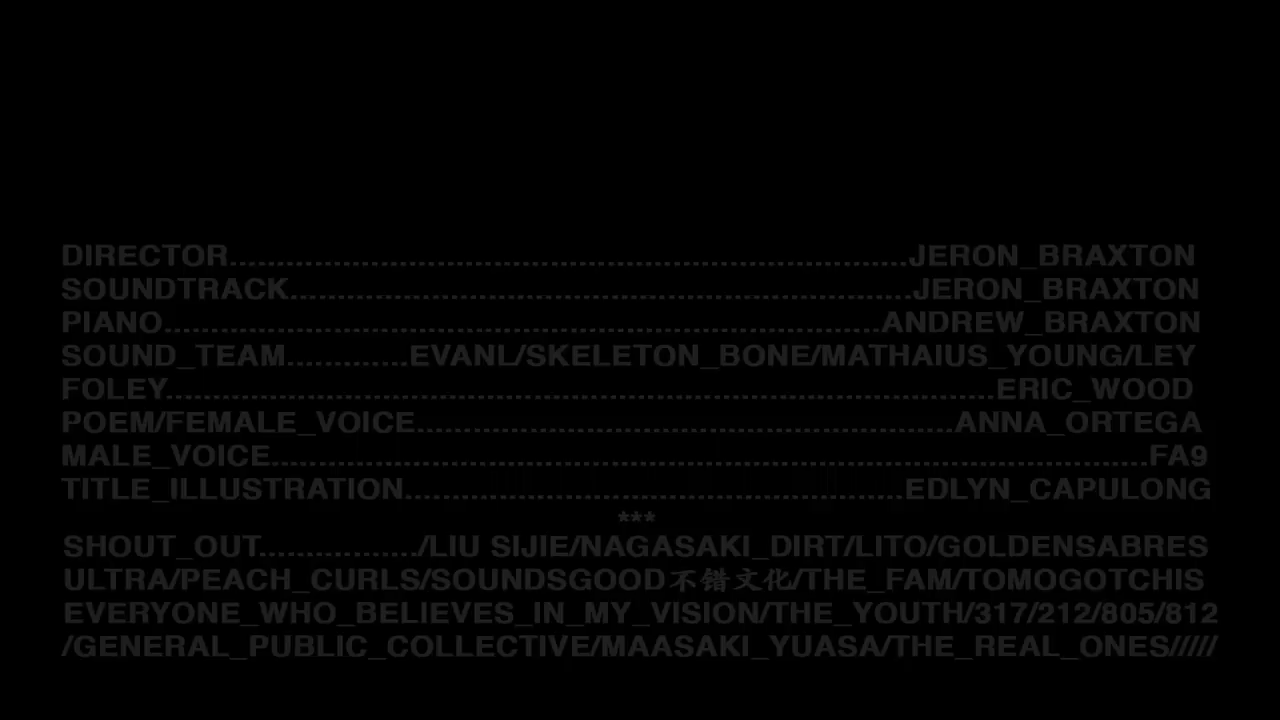 DIRECTOR........................................................................JERON_BRAXTON
SOUNDTRACK..................................................................JERON_BRAXTON
PIANO............................................................................ANDREW_BRAXTON
SOUND_TEAM.............EVANL/SKELETON_BONE/MATHAIUS_YOUNG/LEY
FOLEY........................................................................................ERIC_WOOD
POEM/FEMALE_VOICE.........................................................ANNA_ORTEGA
MALE_VOICE.............................................................................................FA9
TITLE_ILLUSTRATION.....................................................EDLYN_CAPULONG
***
SHOUT_OUT................./LIU SIJIE/NAGASAKI_DIRT/LITO/GOLDENSABRES
ULTRA/PEACH_CURLS/SOUNDSGOOD不错文化/THE_FAM/TOMOGOTCHIS
EVERYONE_WHO_BELIEVES_IN_MY_VISION/THE_YOUTH/317/212/805/812
/GENERAL_PUBLIC_COLLECTIVE/MAASAKI_YUASA/THE_REAL_ONES/////